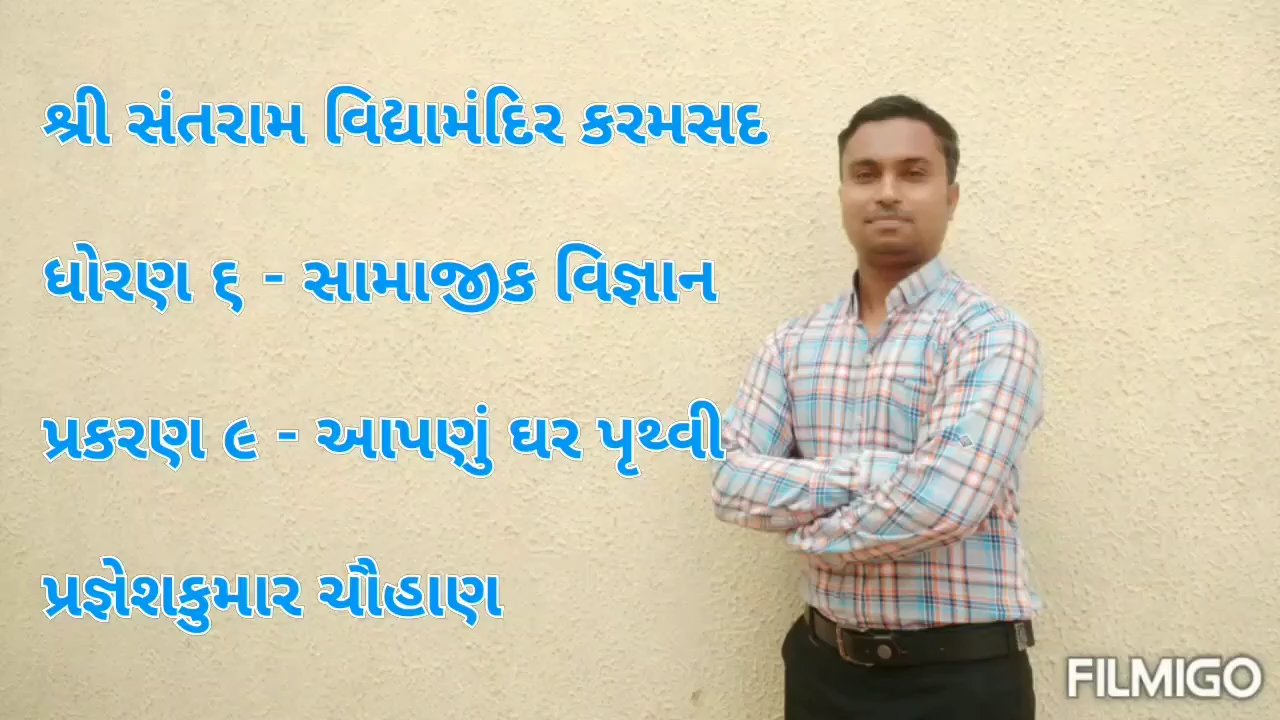 શ્રી સંતરામ વિદ્યામંદિર કરમસદ
ધોરણ ૬ - સામાજીક વિજ્ઞાન
પ્રકરણ ૯ - આપણું ઘર પૃથ્વી
પ્રજ્ઞેશકુમાર ચૌહાણ
FILMIGO